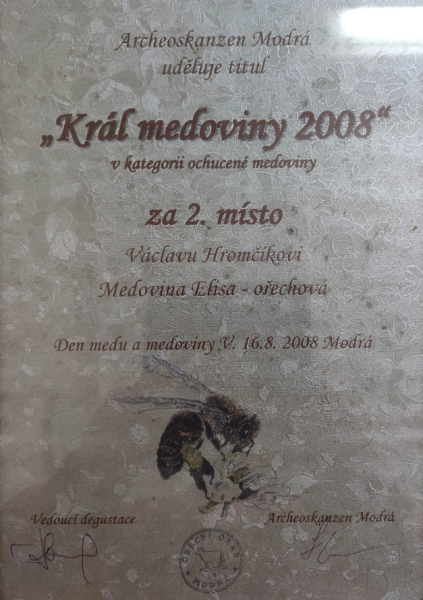 Archeoskanzen Modrá
uděluje titul
„Král medoviny 2008“
v kategorii ochucené medoviny
za 2. místo
Václavu Hromčíkovi
Medovina Elisa - ořechová
Den medu a medoviny V. 16.8. 2008 Modrá
Vedoucí degustace
Archeoskanzen Modrá
MODRÁ